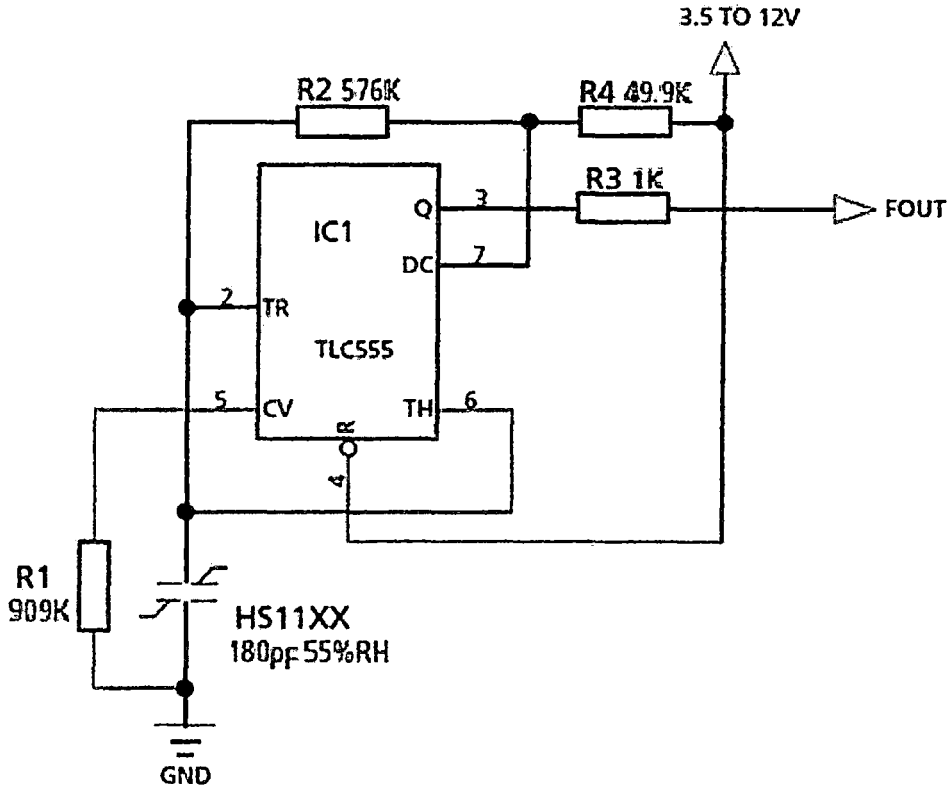 3.5 TO 12V
R2 576K
R4 49.9K
R3 1K
Q
3
FOUT
IC1
DC
7
2
TR
TLC555
5
CV
TH
6
R
4
R1
909K
HS11XX
180pF 55%RH
GND